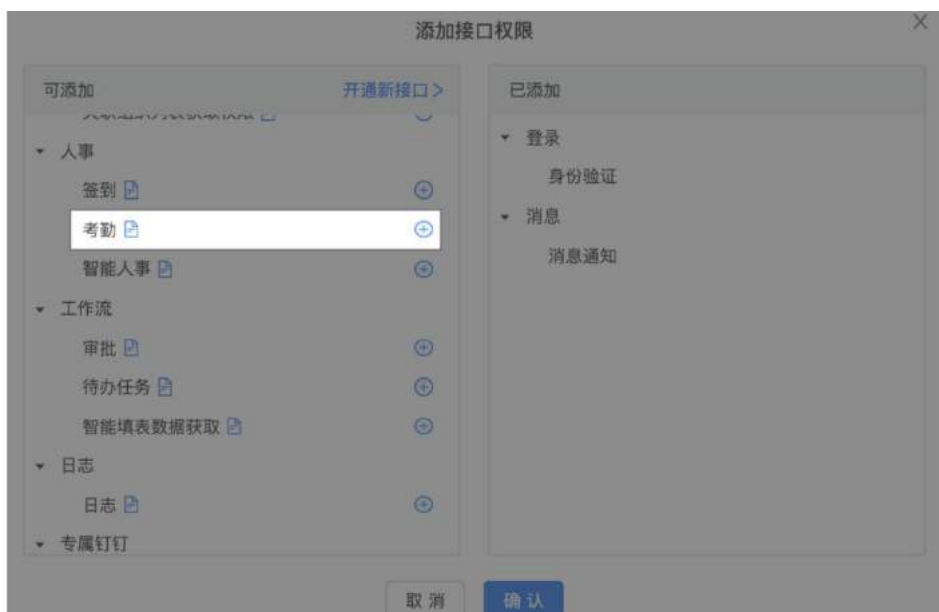 添加接口权限
可添加
开通新接口 >
人事
签到
考勤
智能人事
工作流
审批
待办任务
智能填表数据获取
日志
日志
专属钉钉
已添加
登录
身份验证
消息
消息通知
取消
确认